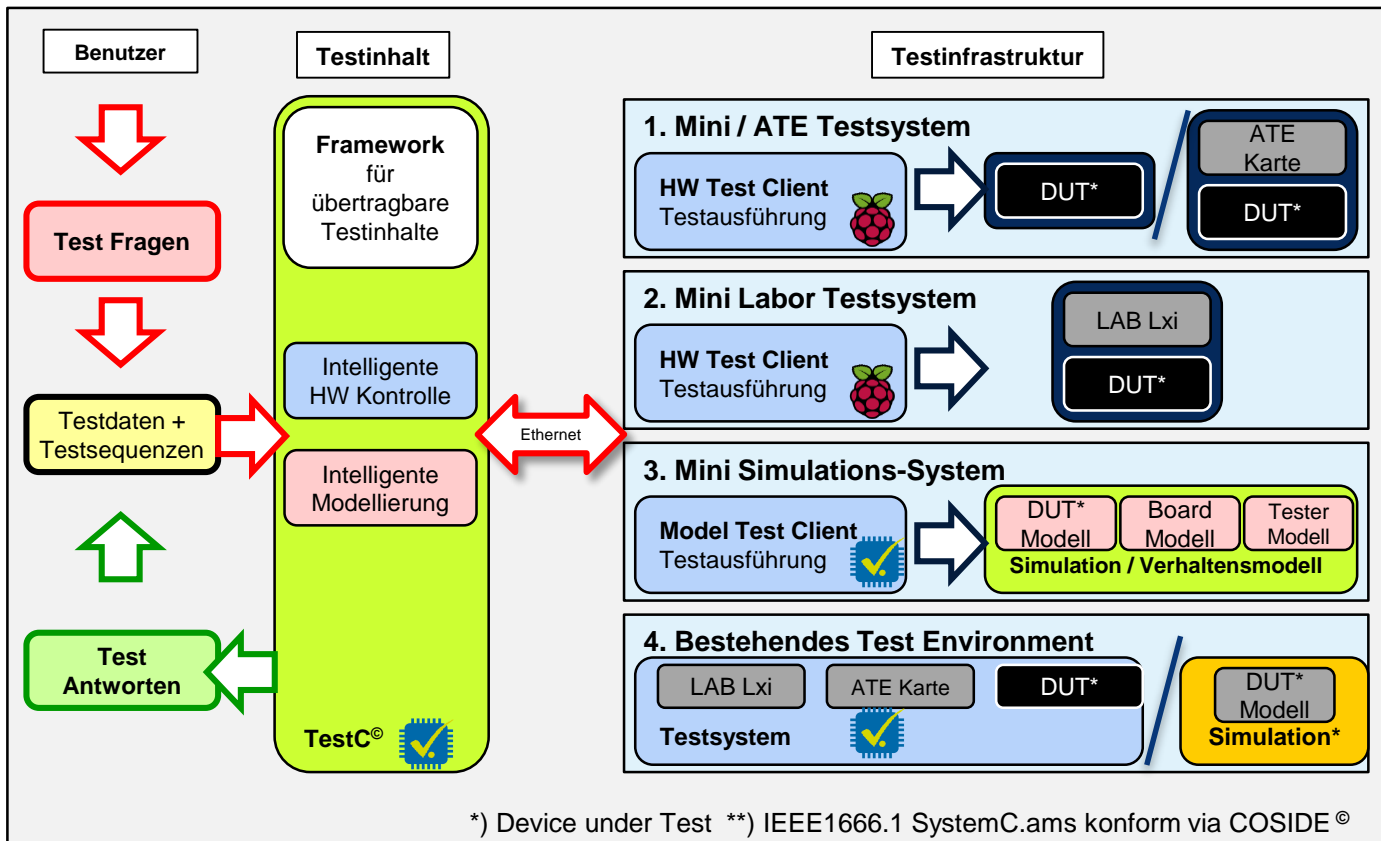 Benutzer
Testinhalt
Testinfrastruktur
Test Fragen
Testdaten +
Testsequenzen
Test
Antworten
Framework
für
übertragbare
Testinhalte
Intelligente
HW Kontrolle
Intelligente
Modellierung
TestC©
Ethernet
1. Mini / ATE Testsystem
HW Test Client
Testausführung
DUT*
ATE
Karte
DUT*
2. Mini Labor Testsystem
HW Test Client
Testausführung
LAB Lxi
DUT*
3. Mini Simulations-System
Model Test Client
Testausführung
DUT*
Modell
Board
Modell
Tester
Modell
Simulation / Verhaltensmodell
4. Bestehendes Test Environment
LAB Lxi
ATE Karte
DUT*
Testsystem
DUT*
Modell
Simulation*
*) Device under Test **) IEEE1666.1 SystemC.ams konform via COSIDE ©